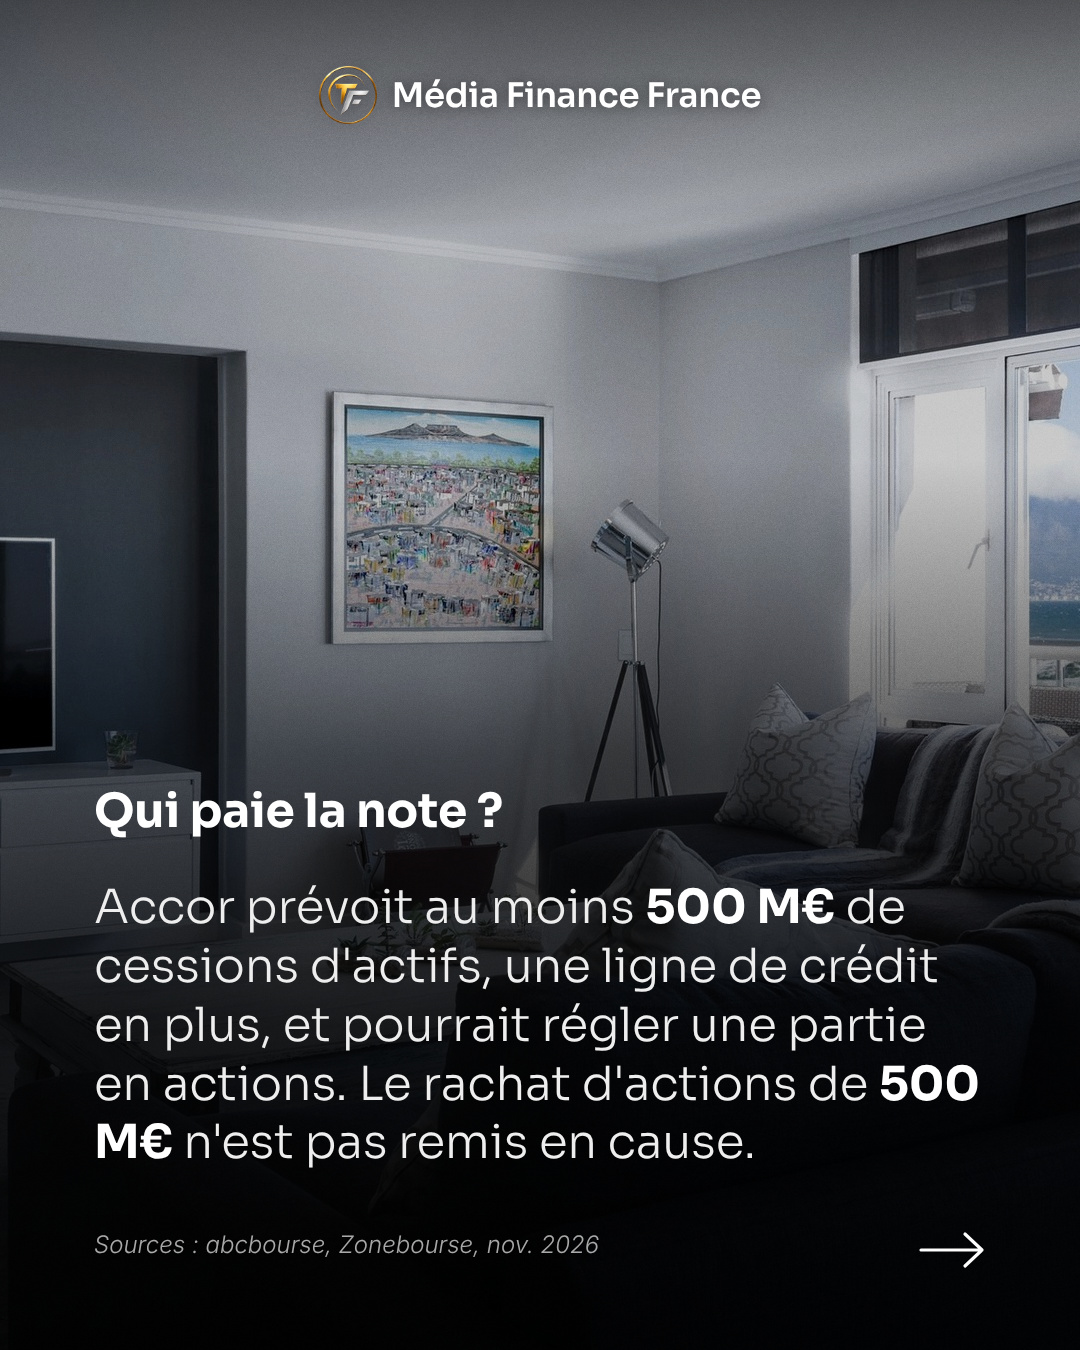 TF Média Finance France
Qui paie la note ?
Accor prévoit au moins 500 M€ de
cessions d'actifs, une ligne de crédit
en plus, et pourrait régler une partie
en actions. Le rachat d'actions de 500
M€ n'est pas remis en cause.
Sources : abcbourse, Zonebourse, nov. 2026